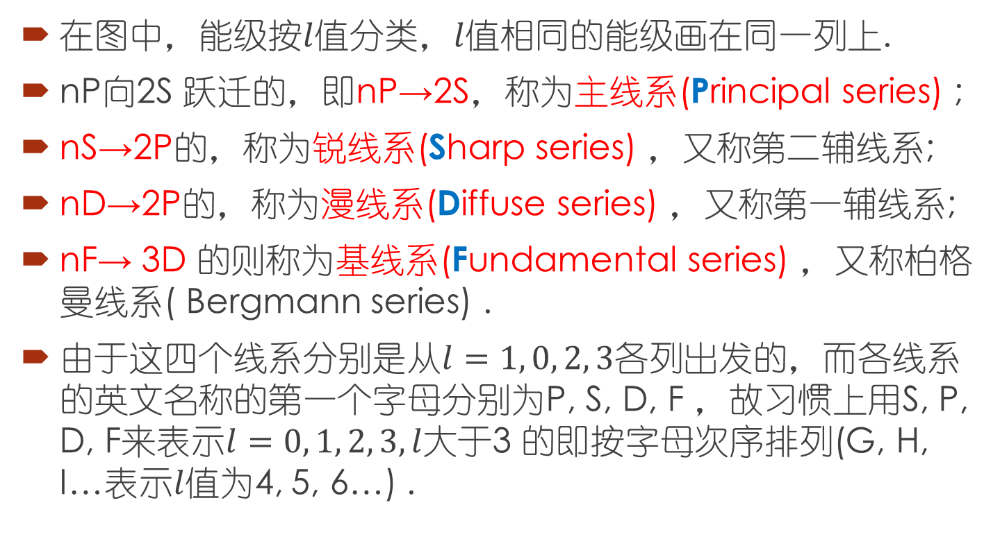 在图中，能级按l值分类，l值相同的能级画在同一列上.
nP向2S 跃迁的，即nP→2S，称为主线系(Principal series)；
nS→2P的，称为锐线系(Sharp series) ，又称第二辅线系;
nD→2P的，称为漫线系(Diffuse series) ，又称第一辅线系;
nF→ 3D 的则称为基线系(Fundamental series) ，又称柏格
曼线系( Bergmann series) .
由于这四个线系分别是从l = 1, 0, 2, 3各列出发的，而各线系
的英文名称的第一个字母分别为P, S, D, F ，故习惯上用S, P,
D, F来表示l = 0, 1, 2, 3, l大于3 的即按字母次序排列(G, H,
I…表示l值为4, 5, 6…) .